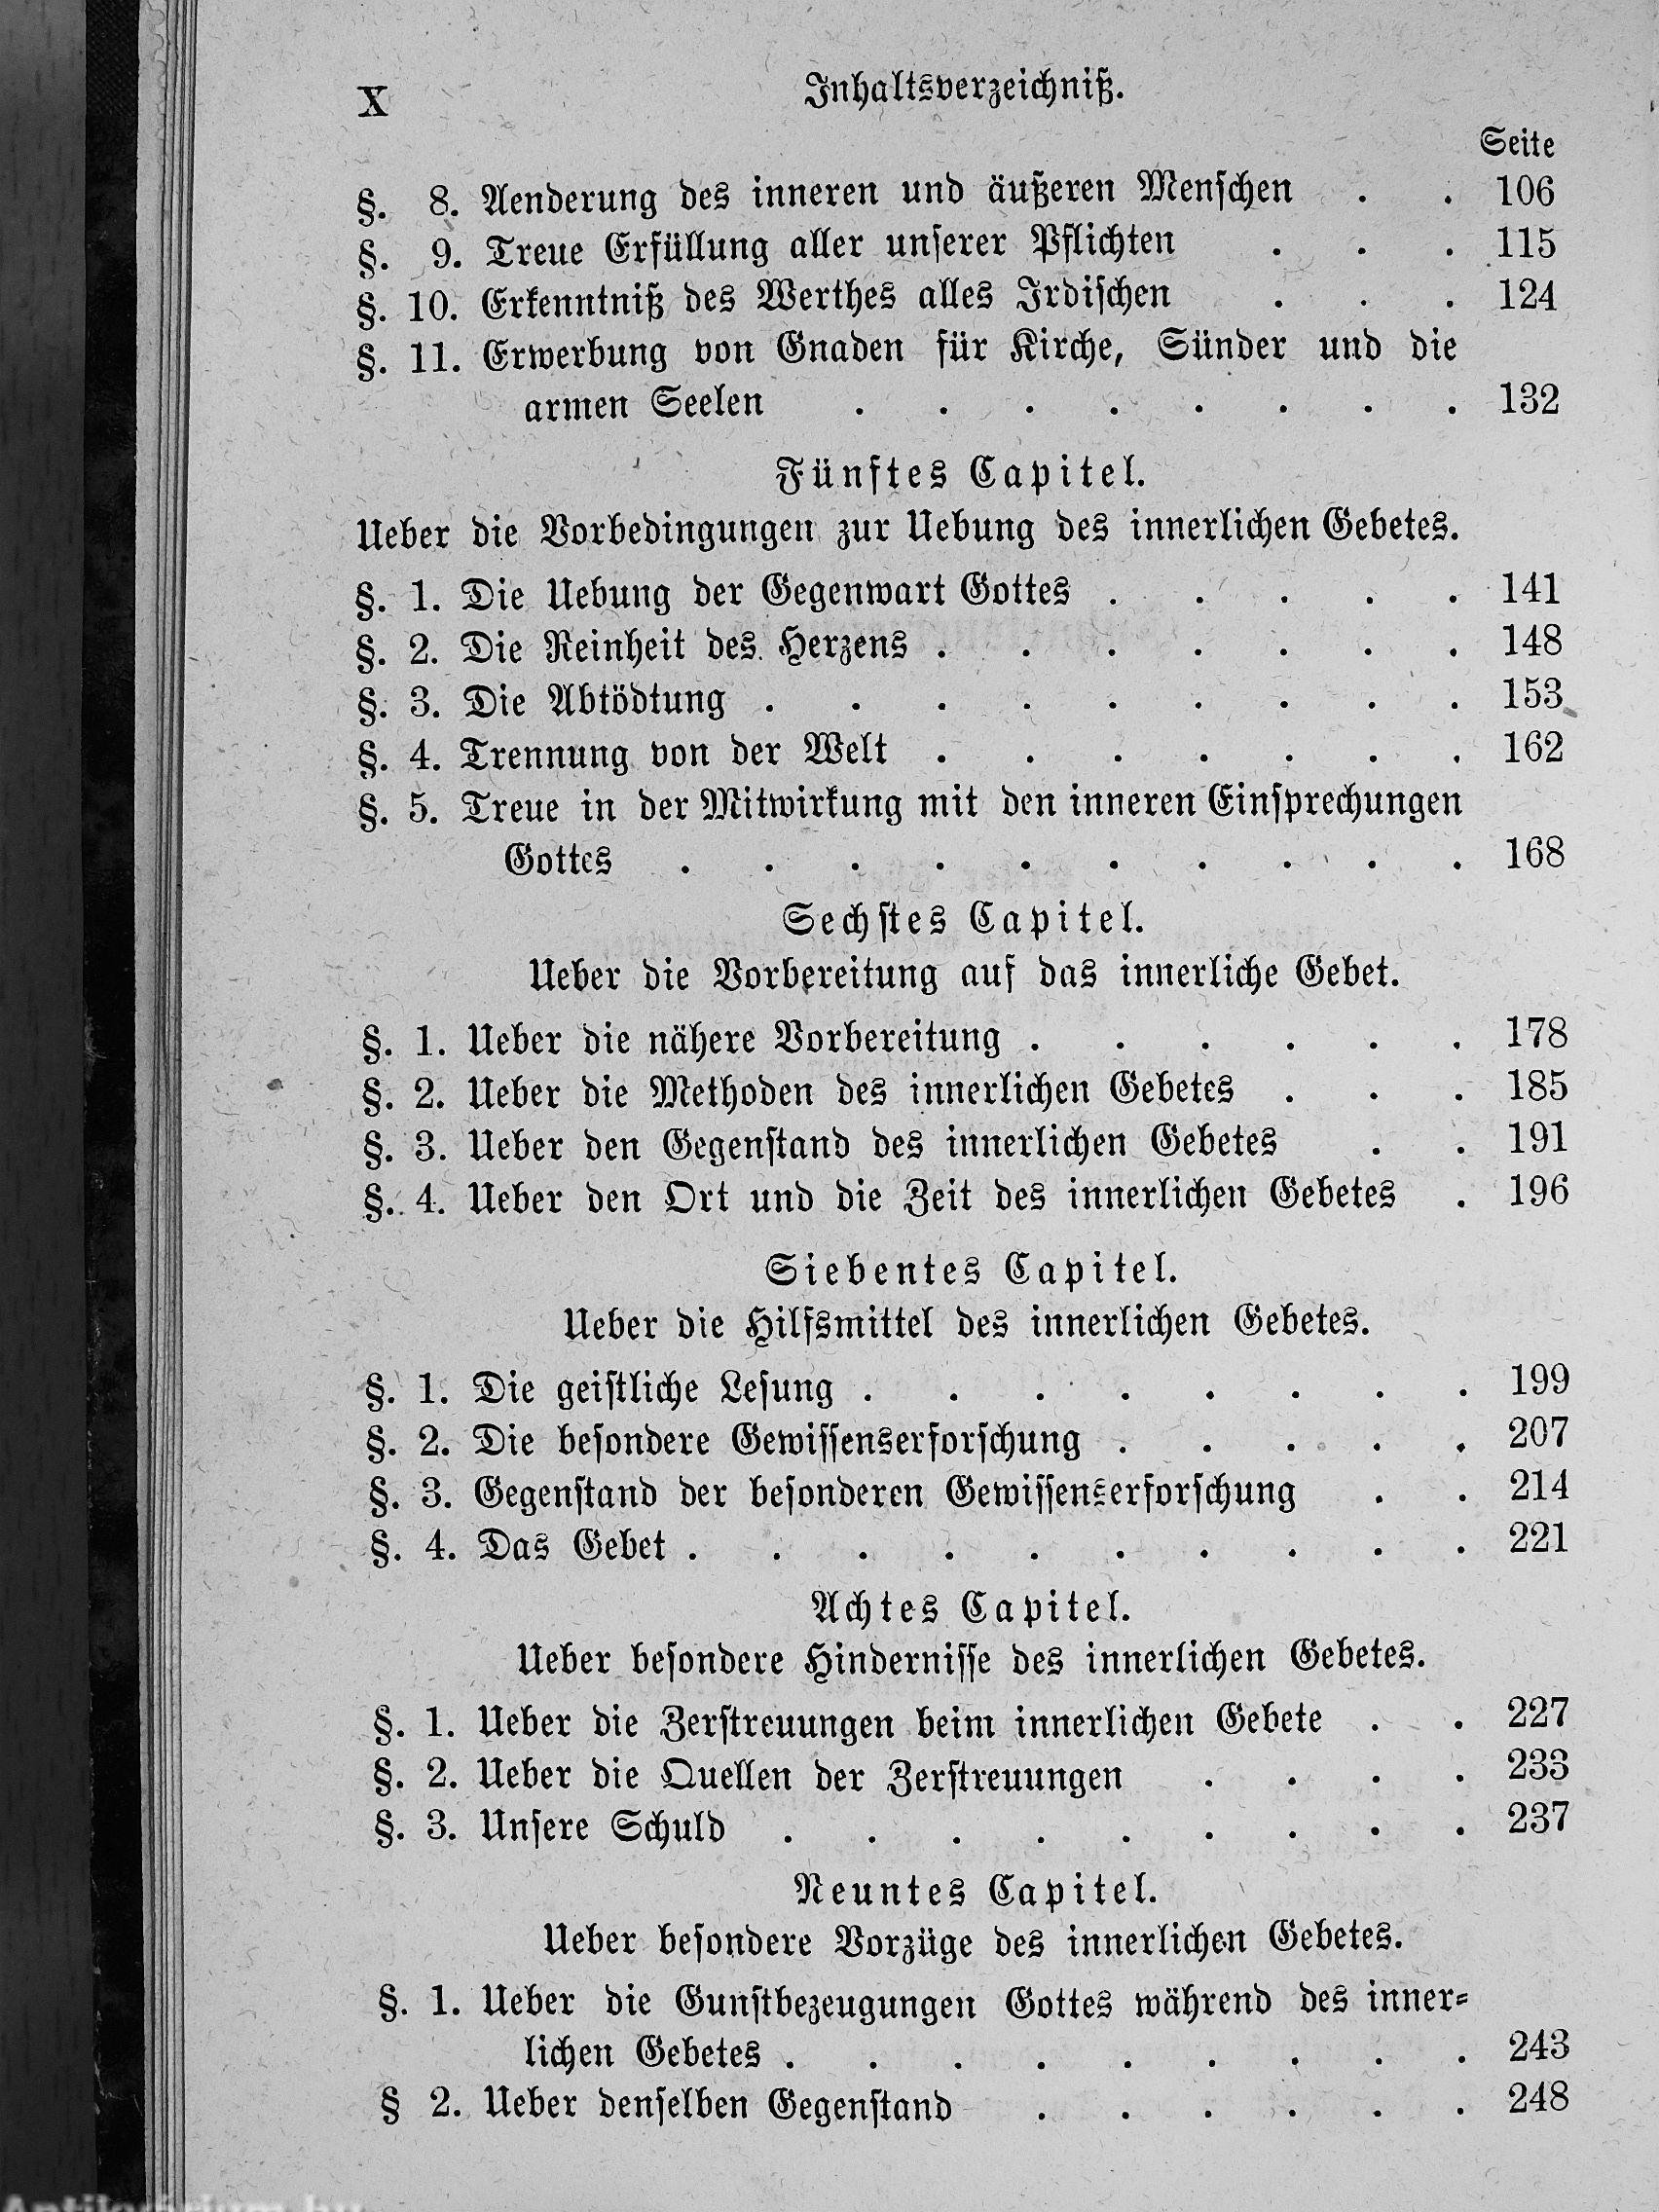 X Inhaltsverzeichniß.
Seite
§. 8. Aenderung des inneren und äußeren Menschen . . 106
§. 9. Treue Erfüllung aller unserer Pflichten . . . 115
§. 10. Erkenntniß des Werthes alles Irdischen . . . 124
§. 11. Erwerbung von Gnaden für Kirche, Sünder und die
armen Seelen . . . . . . . . 132
Fünftes Capitel.
Ueber die Vorbedingungen zur Uebung des innerlichen Gebetes.
§. 1. Die Uebung der Gegenwart Gottes . . . . . 141
§. 2. Die Reinheit des Herzens . . . . . . . 148
§. 3. Die Abtödtung . . . . . . . . . 153
§. 4. Trennung von der Welt . . . . . . . 162
§. 5. Treue in der Mitwirkung mit den inneren Einsprechungen
Gottes . . . . . . . . . . 168
Sechstes Capitel.
Ueber die Vorbereitung auf das innerliche Gebet.
§. 1. Ueber die nähere Vorbereitung . . . . . . 178
§. 2. Ueber die Methoden des innerlichen Gebetes . . . 185
§. 3. Ueber den Gegenstand des innerlichen Gebetes . . 191
§. 4. Ueber den Ort und die Zeit des innerlichen Gebetes . 196
Siebentes Capitel.
Ueber die Hilfsmittel des innerlichen Gebetes.
§. 1. Die geistliche Lesung . . . . . . . . 199
§. 2. Die besondere Gewissenserforschung . . . . . 207
§. 3. Gegenstand der besonderen Gewissenserforschung . . 214
§. 4. Das Gebet . . . . . . . . . . 221
Achtes Capitel.
Ueber besondere Hindernisse des innerlichen Gebetes.
§. 1. Ueber die Zerstreuungen beim innerlichen Gebete . . 227
§. 2. Ueber die Quellen der Zerstreuungen . . . . 233
§. 3. Unsere Schuld . . . . . . . . . 237
Neuntes Capitel.
Ueber besondere Vorzüge des innerlichen Gebetes.
§. 1. Ueber die Gunstbezeugungen Gottes während des inner-
lichen Gebetes . . . . . . . . . 243
§ 2. Ueber denselben Gegenstand . . . . . . 248